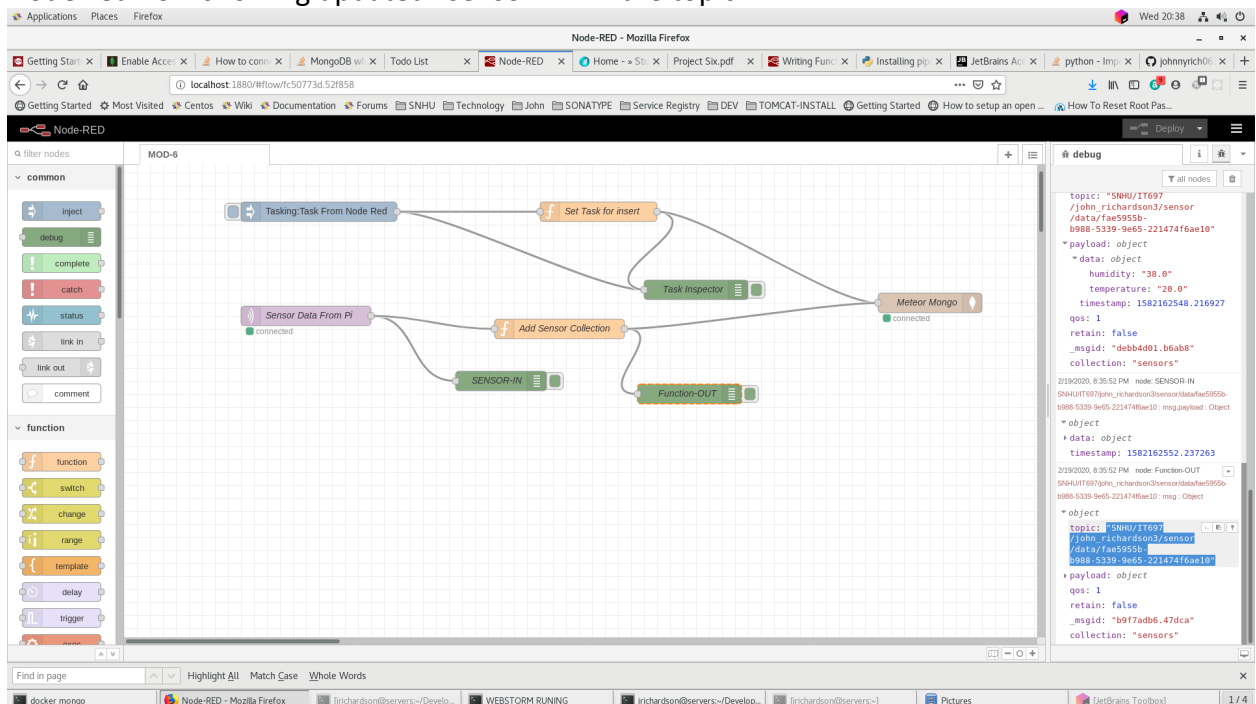 Applications Places Firefox
Wed 20:38
Node-RED - Mozilla Firefox
Getting Start
Enable Acces
How to conne
MongoDB wi
Todo List
Node-RED
Home - » Stu
Project Six.pdf
Writing Funct
Installing pip
JetBrains Acc
python - Imp
johnnyrich06
localhost:1880/#flow/fc50773d.52f858
Getting Started Most Visited Centos Wiki Documentation Forums SNHU Technology John SONATYPE Service Registry DEV TOMCAT-INSTALL Getting Started How to setup an open ... How To Reset Root Pas...
Node-RED
Deploy
filter nodes
common
inject
debug
complete
catch
status
link in
link out
comment
function
function
switch
change
range
template
delay
trigger
MOD-6
Tasking:Task From Node Red
Set Task for insert
Task Inspector
Meteor Mongo
connected
Sensor Data From Pi
connected
Add Sensor Collection
SENSOR-IN
Function-OUT
debug
all nodes
topic: "SNHU/IT697
/john_richardson3/sensor
/data/fae5955b-
b988-5339-9e65-221474f6ae10"
payload: object
data: object
humidity: "38.0"
temperature: "20.0"
timestamp: 1582162548.216927
qos: 1
retain: false
_msgid: "debb4d01.b6ab8"
collection: "sensors"
2/19/2020, 8:35:52 PM node: SENSOR-IN
SNHU/IT697/john_richardson3/sensor/data/fae5955b-
b988-5339-9e65-221474f6ae10 : msg.payload : Object
object
data: object
timestamp: 1582162552.237263
2/19/2020, 8:35:52 PM node: Function-OUT
SNHU/IT697/john_richardson3/sensor/data/fae5955b-
b988-5339-9e65-221474f6ae10 : msg : Object
object
topic: "SNHU/IT697
/john_richardson3/sensor
/data/fae5955b-
b988-5339-9e65-221474f6ae10"
payload: object
qos: 1
retain: false
_msgid: "b9f7adb6.47dca"
collection: "sensors"
Find in page
Highlight All Match Case Whole Words
docker mongo
Node-RED - Mozilla Firefox
[jrichardson@servers:~/Develo...
WEBSTORM RUNING
jrichardson@servers:~/Develop...
[jrichardson@servers:~]
Pictures
[JetBrains Toolbox]
1 / 4